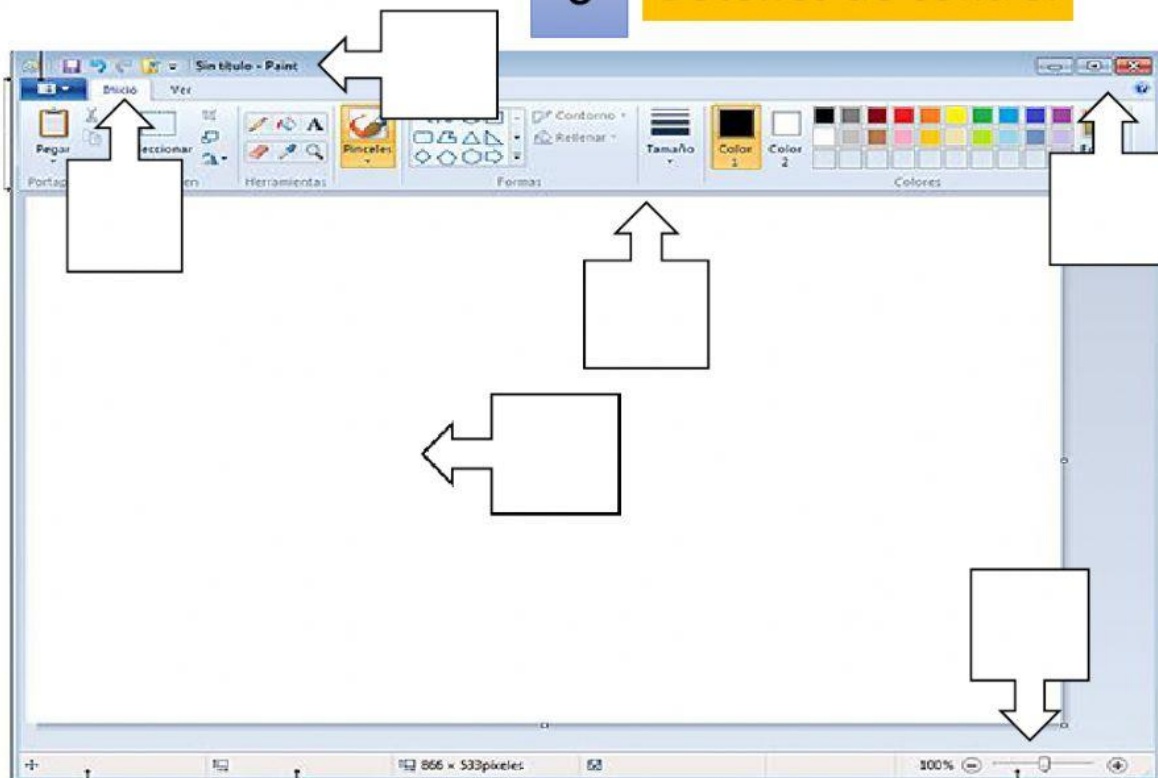 Sin título - Paint
Inicio Ver
Contorno
Pegar Rellenar
Pinceles Tamaño Color 1 Color 2
Herramientas Formas Colores
866 × 533píxeles 100%